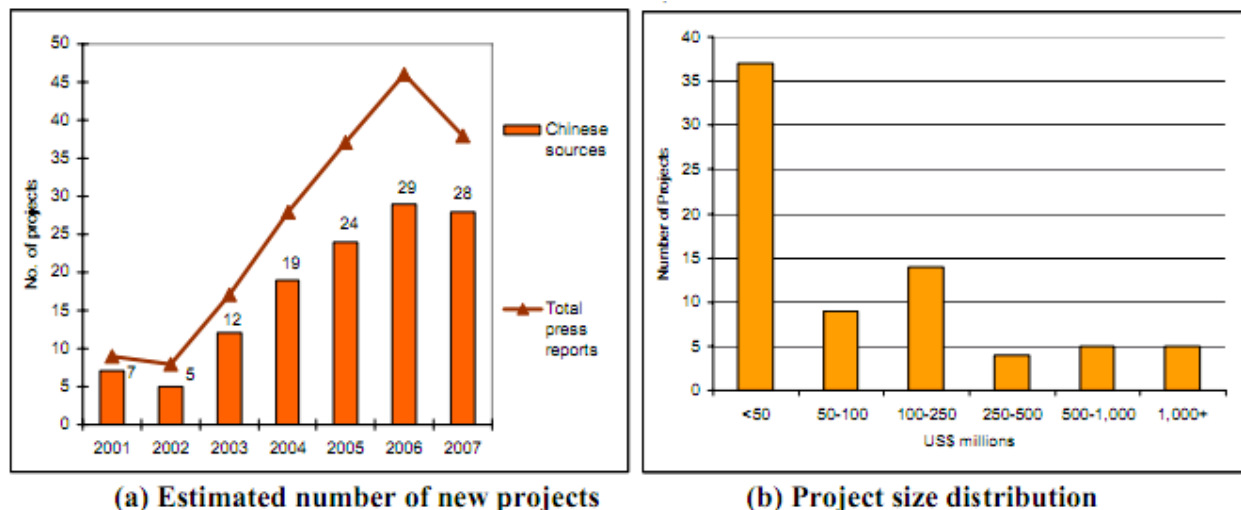 50
45
40
35
30
25
20
15
10
5
0
No. of projects
7
5
12
19
24
29
28
2001 2002 2003 2004 2005 2006 2007
Chinese
sources
Total
press
reports
40
35
30
25
20
15
10
5
0
Number of Projects
<50 50-100 100-250 250-500 500-1,000 1,000+
US$ millions
(a) Estimated number of new projects
(b) Project size distribution